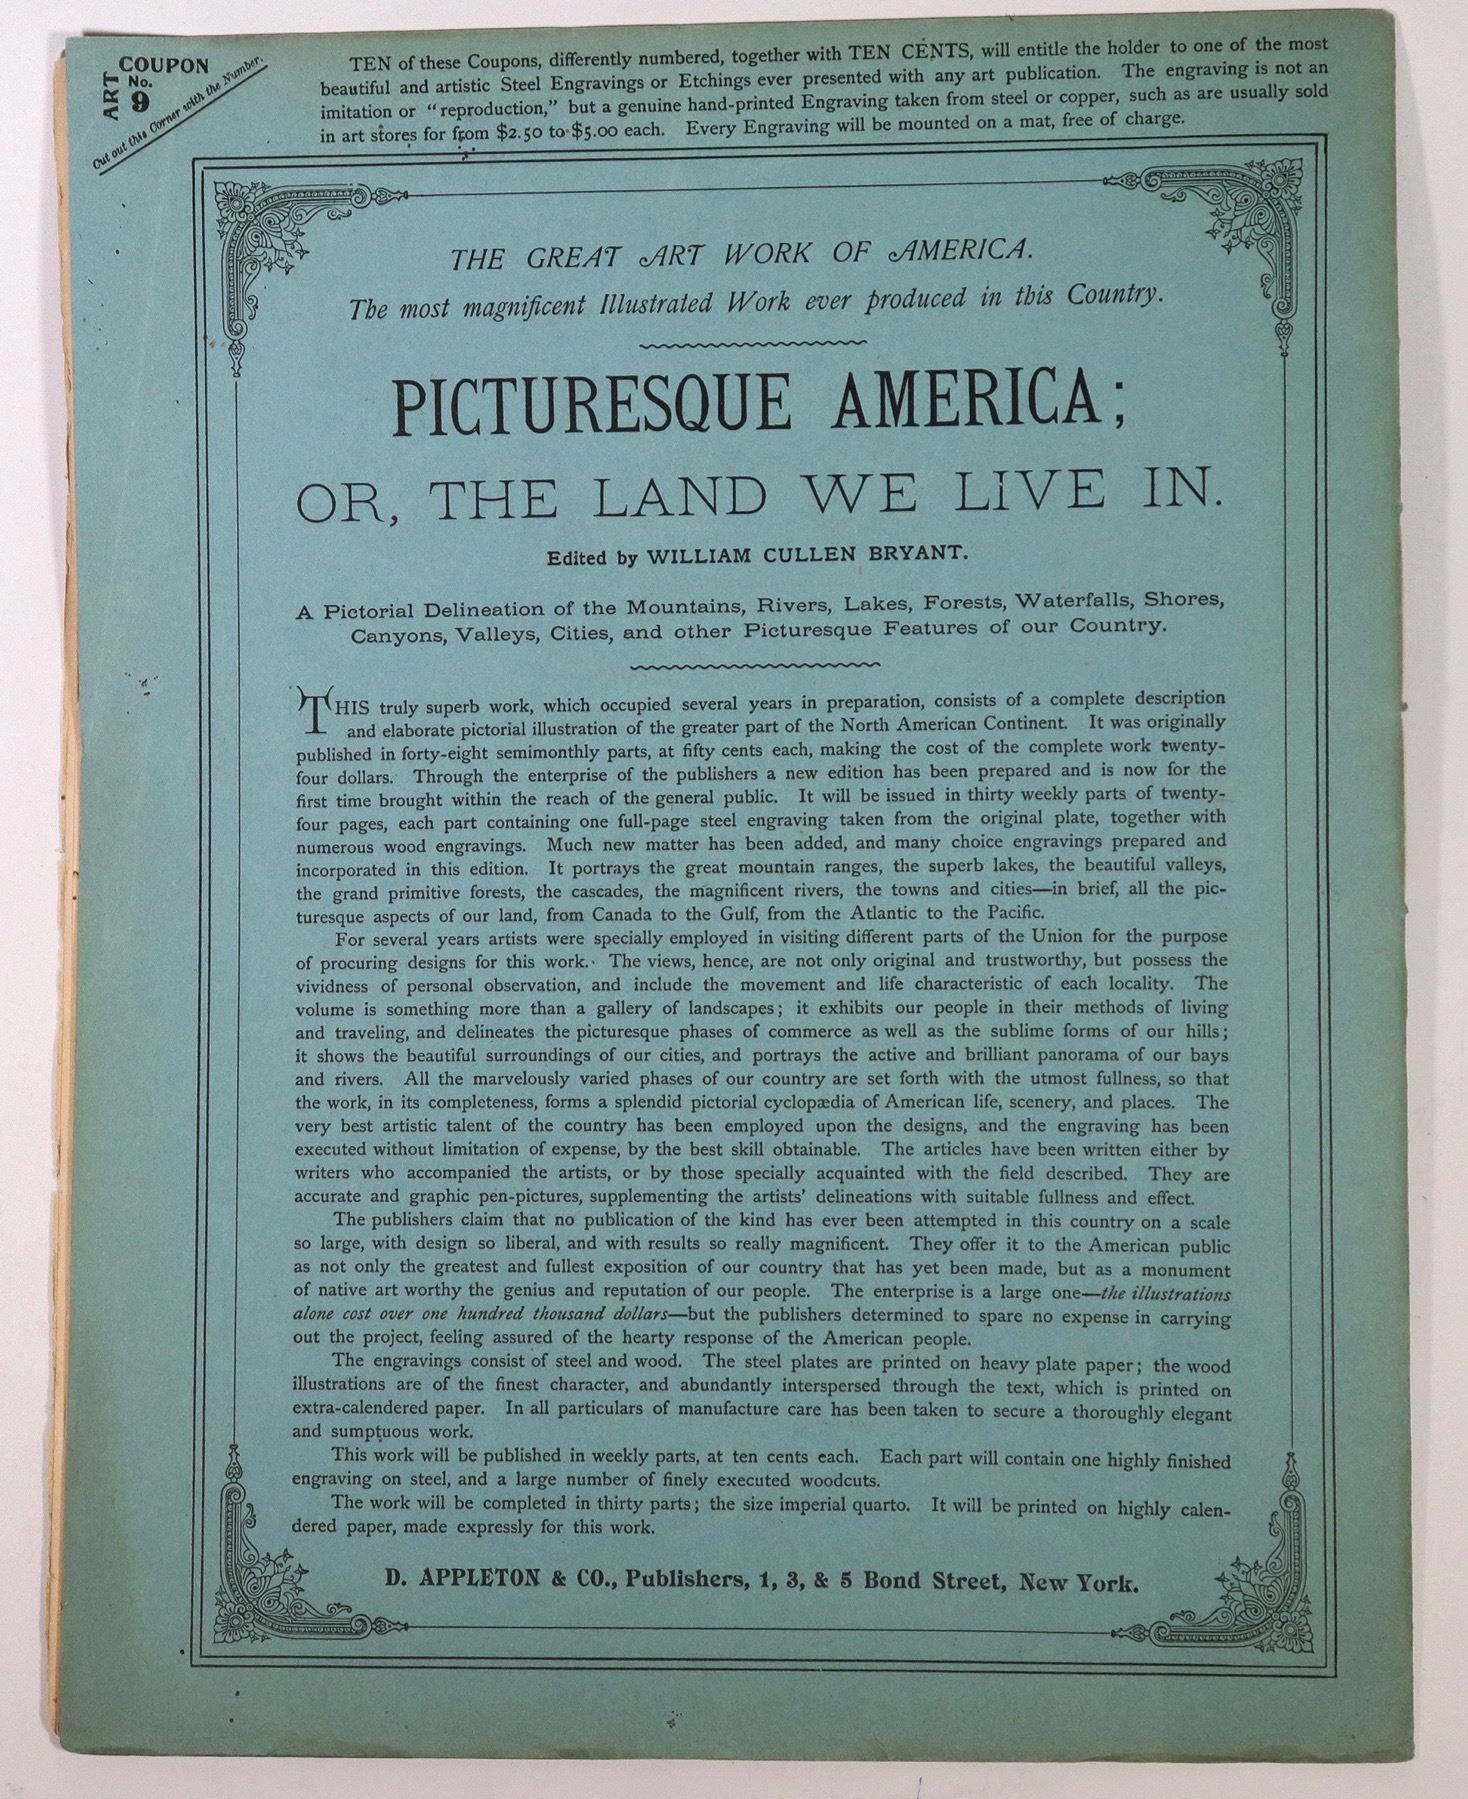 ART
COUPON
No.
9
Cut out this Corner with the Number.
TEN of these Coupons, differently numbered, together with TEN CENTS, will entitle the holder to one of the most
beautiful and artistic Steel Engravings or Etchings ever presented with any art publication. The engraving is not an
imitation or "reproduction," but a genuine hand-printed Engraving taken from steel or copper, such as are usually sold
in art stores for from $2.50 to $5.00 each. Every Engraving will be mounted on a mat, free of charge.
THE GREAT ART WORK OF AMERICA.
The most magnificent Illustrated Work ever produced in this Country.
PICTURESQUE AMERICA;
OR, THE LAND WE LIVE IN.
Edited by WILLIAM CULLEN BRYANT.
A Pictorial Delineation of the Mountains, Rivers, Lakes, Forests, Waterfalls, Shores,
Canyons, Valleys, Cities, and other Picturesque Features of our Country.
THIS truly superb work, which occupied several years in preparation, consists of a complete description
and elaborate pictorial illustration of the greater part of the North American Continent. It was originally
published in forty-eight semimonthly parts, at fifty cents each, making the cost of the complete work twenty-
four dollars. Through the enterprise of the publishers a new edition has been prepared and is now for the
first time brought within the reach of the general public. It will be issued in thirty weekly parts of twenty-
four pages, each part containing one full-page steel engraving taken from the original plate, together with
numerous wood engravings. Much new matter has been added, and many choice engravings prepared and
incorporated in this edition. It portrays the great mountain ranges, the superb lakes, the beautiful valleys,
the grand primitive forests, the cascades, the magnificent rivers, the towns and cities—in brief, all the pic-
turesque aspects of our land, from Canada to the Gulf, from the Atlantic to the Pacific.
For several years artists were specially employed in visiting different parts of the Union for the purpose
of procuring designs for this work. The views, hence, are not only original and trustworthy, but possess the
vividness of personal observation, and include the movement and life characteristic of each locality. The
volume is something more than a gallery of landscapes; it exhibits our people in their methods of living
and traveling, and delineates the picturesque phases of commerce as well as the sublime forms of our hills;
it shows the beautiful surroundings of our cities, and portrays the active and brilliant panorama of our bays
and rivers. All the marvelously varied phases of our country are set forth with the utmost fullness, so that
the work, in its completeness, forms a splendid pictorial cyclopædia of American life, scenery, and places. The
very best artistic talent of the country has been employed upon the designs, and the engraving has been
executed without limitation of expense, by the best skill obtainable. The articles have been written either by
writers who accompanied the artists, or by those specially acquainted with the field described. They are
accurate and graphic pen-pictures, supplementing the artists' delineations with suitable fullness and effect.
The publishers claim that no publication of the kind has ever been attempted in this country on a scale
so large, with design so liberal, and with results so really magnificent. They offer it to the American public
as not only the greatest and fullest exposition of our country that has yet been made, but as a monument
of native art worthy the genius and reputation of our people. The enterprise is a large one—the illustrations
alone cost over one hundred thousand dollars—but the publishers determined to spare no expense in carrying
out the project, feeling assured of the hearty response of the American people.
The engravings consist of steel and wood. The steel plates are printed on heavy plate paper; the wood
illustrations are of the finest character, and abundantly interspersed through the text, which is printed on
extra-calendered paper. In all particulars of manufacture care has been taken to secure a thoroughly elegant
and sumptuous work.
This work will be published in weekly parts, at ten cents each. Each part will contain one highly finished
engraving on steel, and a large number of finely executed woodcuts.
The work will be completed in thirty parts; the size imperial quarto. It will be printed on highly calen-
dered paper, made expressly for this work.
D. APPLETON & CO., Publishers, 1, 3, & 5 Bond Street, New York.